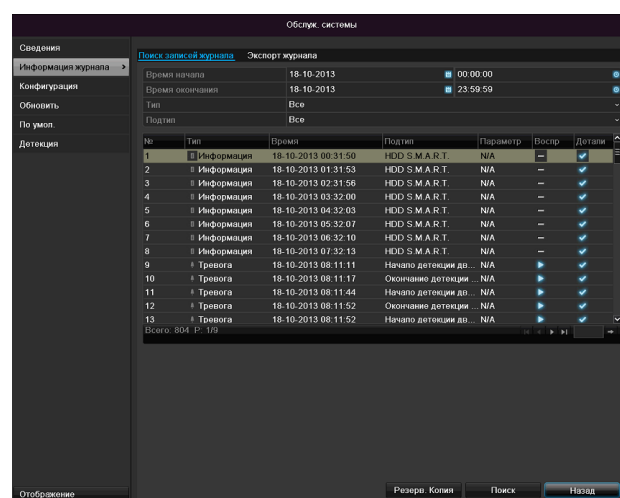 Обслуж. системы
Сведения
Информация журнала >
Конфигурация
Обновить
По умол.
Детекция
Отображение
Поиск записей журнала Экспорт журнала
Время начала 18-10-2013 00:00:00
Время окончания 18-10-2013 23:59:59
Тип Все
Подтип Все
№ Тип Время Подтип Параметр Воспр Детали
1 Информация 18-10-2013 00:31:50 HDD S.M.A.R.T. N/A –
2 Информация 18-10-2013 01:31:53 HDD S.M.A.R.T. N/A –
3 Информация 18-10-2013 02:31:56 HDD S.M.A.R.T. N/A –
4 Информация 18-10-2013 03:32:00 HDD S.M.A.R.T. N/A –
5 Информация 18-10-2013 04:32:03 HDD S.M.A.R.T. N/A –
6 Информация 18-10-2013 05:32:07 HDD S.M.A.R.T. N/A –
7 Информация 18-10-2013 06:32:10 HDD S.M.A.R.T. N/A –
8 Информация 18-10-2013 07:32:13 HDD S.M.A.R.T. N/A –
9 Тревога 18-10-2013 08:11:11 Начало детекции дв... N/A
10 Тревога 18-10-2013 08:11:17 Окончание детекции ... N/A
11 Тревога 18-10-2013 08:11:44 Начало детекции дв... N/A
12 Тревога 18-10-2013 08:11:52 Окончание детекции ... N/A
13 Тревога 18-10-2013 08:11:52 Начало детекции дв... N/A
Всего: 804 P: 1/9
Резерв. Копия Поиск Назад